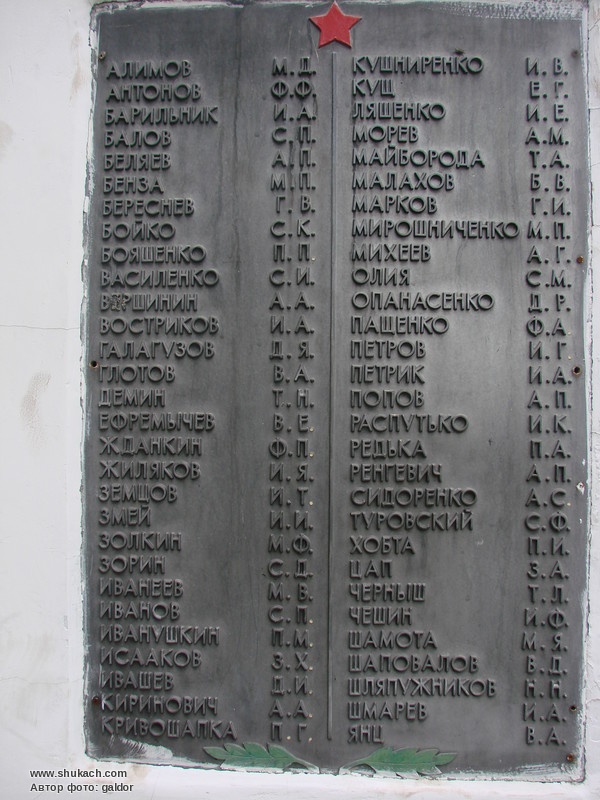 АЛИМОВ М.Д.
АНТОНОВ Ф.Ф.
БАРИЛЬНИК И.А.
БАЛОВ С.П.
БЕЛЯЕВ А.П.
БЕНЗА М.П.
БЕРЕСНЕВ Г.В.
БОЙКО С.К.
БОЯШЕНКО П.П.
ВАСИЛЕНКО С.И.
ВЕРШИНИН А.А.
ВОСТРИКОВ И.А.
ГАЛАГУЗОВ Д.Я.
ГЛОТОВ В.А.
ДЕМИН Т.Н.
ЕФРЕМЫЧЕВ В.Е.
ЖДАНКИН Ф.П.
ЖИЛЯКОВ И.Я.
ЗЕМЦОВ И.Т.
ЗМЕЙ И.И.
ЗОЛКИН М.Ф.
ЗОРИН С.Д.
ИВАНЕЕВ М.В.
ИВАНОВ С.П.
ИВАНУШКИН П.М.
ИСААКОВ З.Х.
ИВАШЕВ Д.И.
КИРИНОВИЧ А.А.
КРИВОШАПКА П.Г.
КУШНИРЕНКО И.В.
КУЩ Е.Г.
ЛЯШЕНКО И.Е.
МОРЕВ А.М.
МАЙБОРОДА Т.А.
МАЛАХОВ Б.В.
МАРКОВ Г.И.
МИРОШНИЧЕНКО М.П.
МИХЕЕВ А.Г.
ОЛИЯ С.М.
ОПАНАСЕНКО Д.Р.
ПАЩЕНКО Ф.А
ПЕТРОВ И.Г
ПЕТРИК И.А.
ПОПОВ А.П.
РАСПУТЬКО И.К.
РЕДЬКА П.А.
РЕНГЕВИЧ А.П.
СИДОРЕНКО А.С
ТУРОВСКИЙ С.Ф.
ХОБТА П.И.
ЦАП З.А.
ЧЕРНЫШ Т.Л.
ЧЕШИН И.Ф.
ШАМОТА М.Я.
ШАПОВАЛОВ В.Д.
ШЛЯПУЖНИКОВ Н.Н.
ШМАРЕВ И.А.
ЯНЦ В.А.
www.shukach.com
Автор фото: galdor